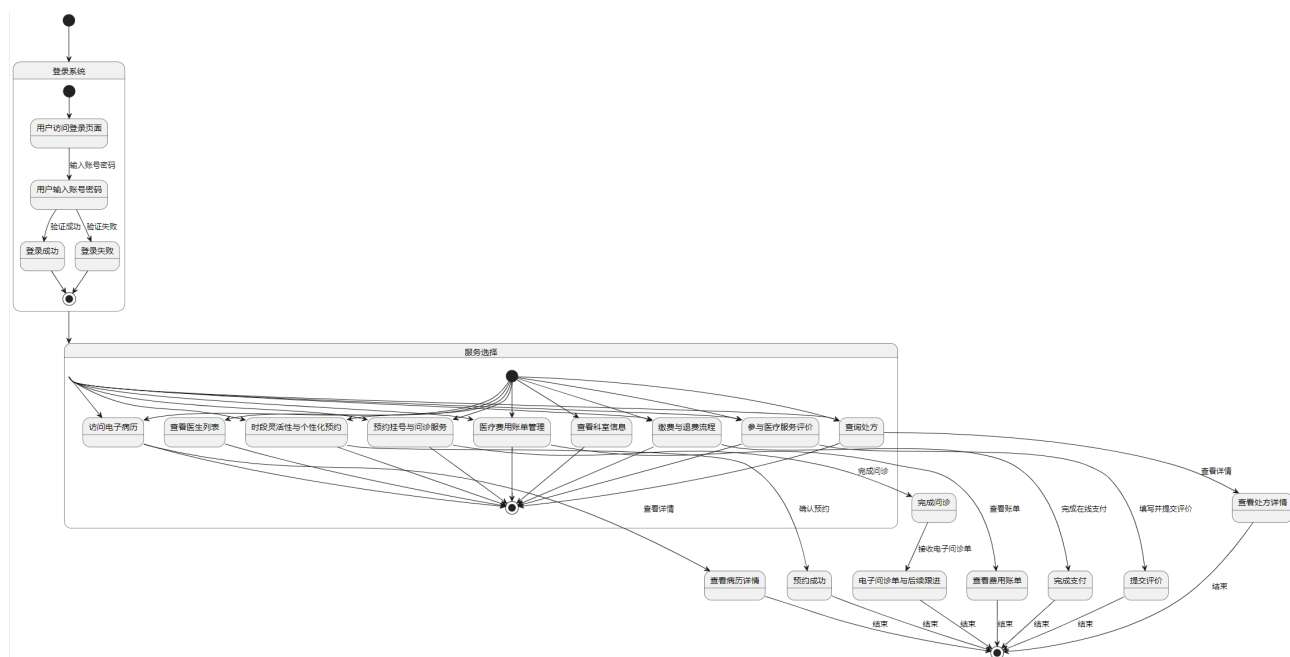 登录系统
用户访问登录页面
输入账号密码
用户输入账号密码
验证成功
验证失败
登录成功
登录失败
服务选择
访问电子病历
查看医生列表
时段灵活性与个性化预约
预约挂号与问诊服务
医疗费用账单管理
查看科室信息
缴费与退费流程
参与医疗服务评价
查询处方
完成问诊
查看详情
查看详情
确认预约
完成问诊
查看账单
完成在线支付
填写并提交评价
查看处方详情
接收电子问诊单
查看病历详情
预约成功
电子问诊单与后续跟进
查看费用账单
完成支付
提交评价
结束
结束
结束
结束
结束
结束
结束